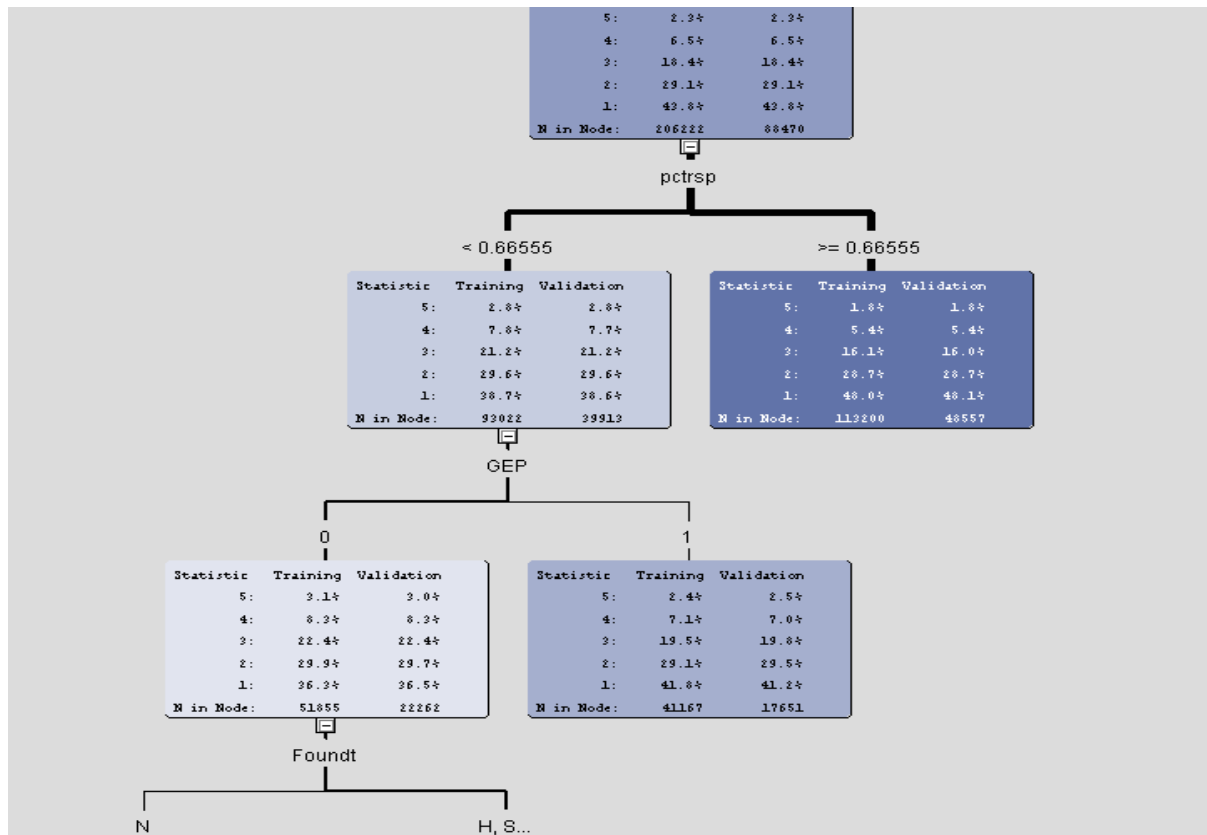 5: 2.3% 2.3%
4: 6.5% 6.5%
3: 18.4% 18.4%
2: 29.1% 29.1%
1: 43.8% 43.8%
N in Node: 206222 88470
pctrsp
< 0.66555 >= 0.66555
Statistic Training Validation Statistic Training Validation
5: 2.8% 2.8% 5: 1.8% 1.8%
4: 7.8% 7.7% 4: 5.4% 5.4%
3: 21.2% 21.2% 3: 16.1% 16.0%
2: 29.6% 29.6% 2: 28.7% 28.7%
1: 38.7% 38.6% 1: 48.0% 48.1%
N in Node: 93022 39913 N in Node: 113200 48557
GEP
0 1
Statistic Training Validation Statistic Training Validation
5: 3.1% 3.0% 5: 2.4% 2.5%
4: 8.3% 8.3% 4: 7.1% 7.0%
3: 22.4% 22.4% 3: 19.5% 19.8%
2: 29.9% 29.7% 2: 29.1% 29.5%
1: 36.3% 36.5% 1: 41.8% 41.2%
N in Node: 51855 22262 N in Node: 41167 17651
Foundt
N H, S...